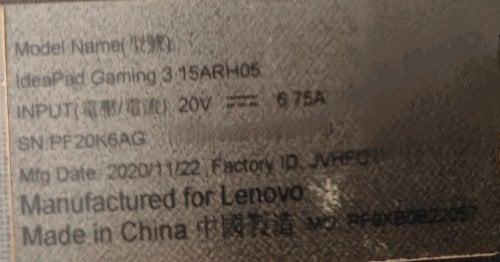 Model Name(型號)
IdeaPad Gaming 3 15ARH05
INPUT(電壓/電流) 20V ⎓ 6.75A
SN PF20K6AG
Mfg Date: 2020/11/22 Factory ID:
Manufactured for Lenovo
Made in China 中國製造 MO: